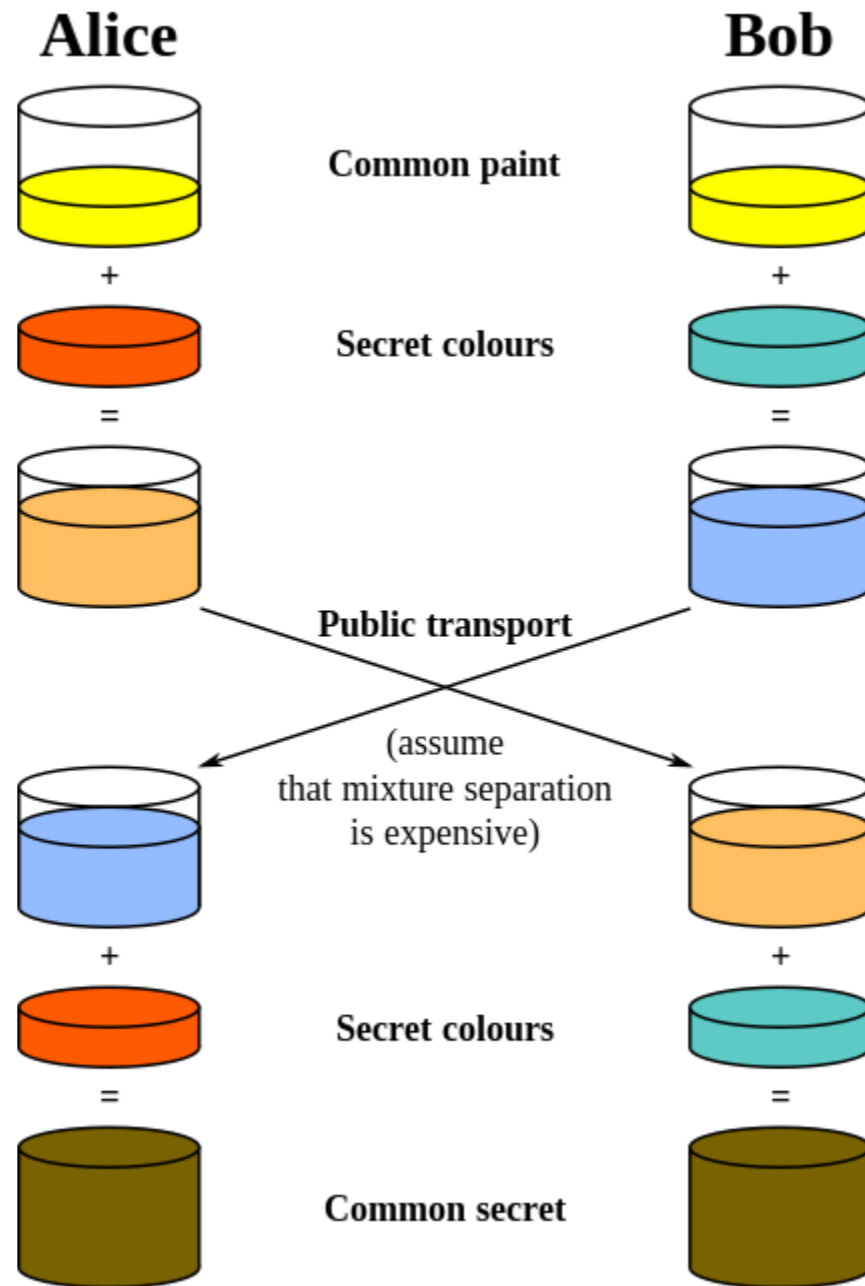 Alice
Bob
Common paint
+
+
Secret colours
=
=
Public transport
(assume
that mixture separation
is expensive)
+
+
Secret colours
=
=
Common secret